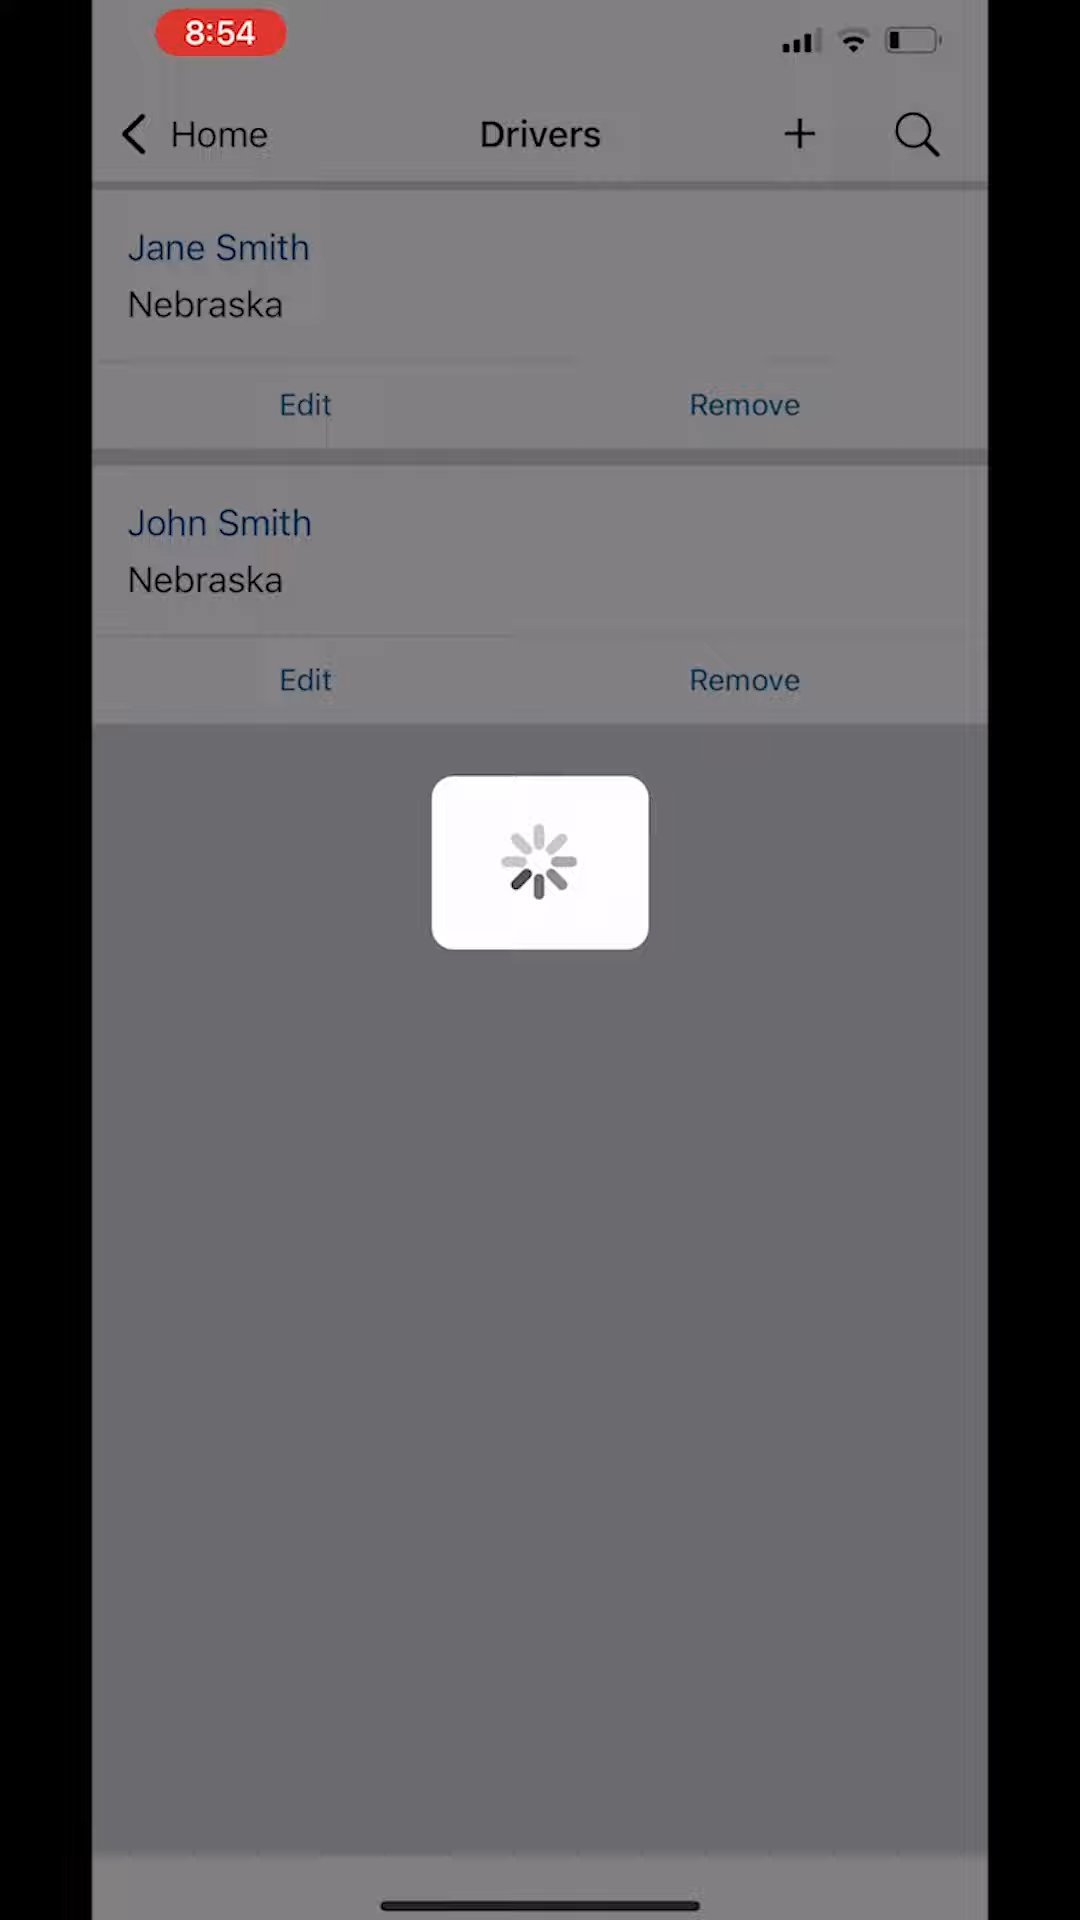 8:54
Home Drivers +
Jane Smith
Nebraska
Edit Remove
John Smith
Nebraska
Edit Remove